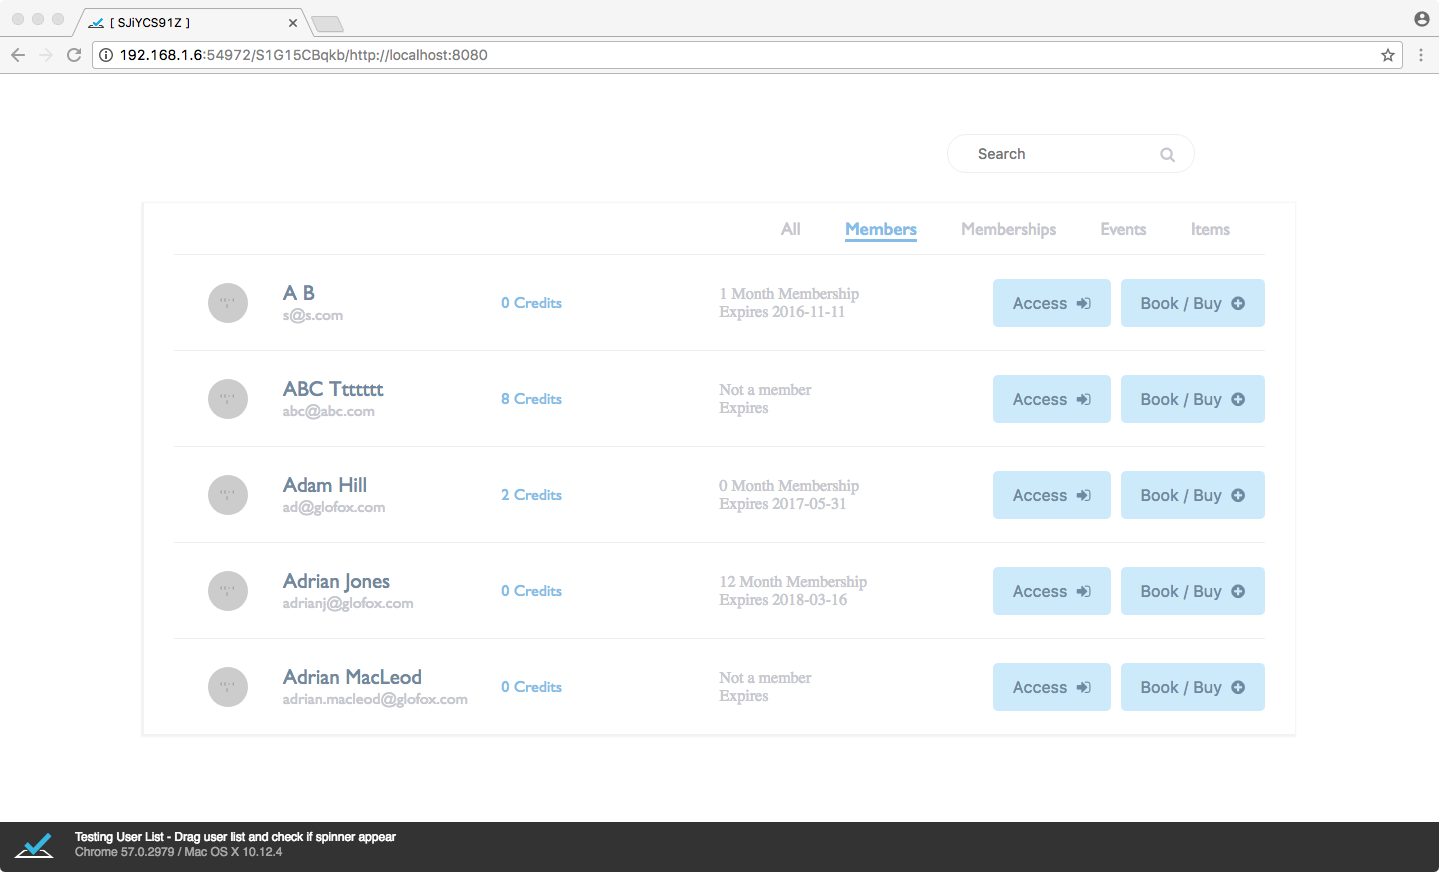 [ SJiYCS91Z ]
192.168.1.6:54972/S1G15CBqkb/http://localhost:8080
Search
All Members Memberships Events Items
A B
s@s.com
0 Credits
1 Month Membership
Expires 2016-11-11
Access
Book / Buy
ABC Ttttttt
abc@abc.com
8 Credits
Not a member
Expires
Access
Book / Buy
Adam Hill
ad@glofox.com
2 Credits
0 Month Membership
Expires 2017-05-31
Access
Book / Buy
Adrian Jones
adrianj@glofox.com
0 Credits
12 Month Membership
Expires 2018-03-16
Access
Book / Buy
Adrian MacLeod
adrian.macleod@glofox.com
0 Credits
Not a member
Expires
Access
Book / Buy
Testing User List - Drag user list and check if spinner appear
Chrome 57.0.2979 / Mac OS X 10.12.4